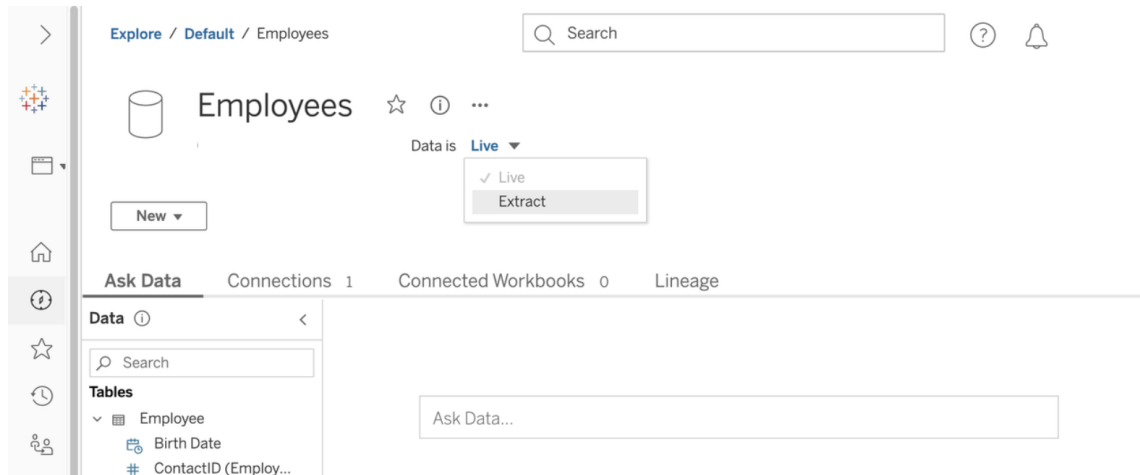 Explore / Default / Employees
Search
Employees
Data is Live
Live
Extract
New
Ask Data Connections 1 Connected Workbooks 0 Lineage
Data
Search
Tables
Employee
Birth Date
ContactID (Employ...
Ask Data...